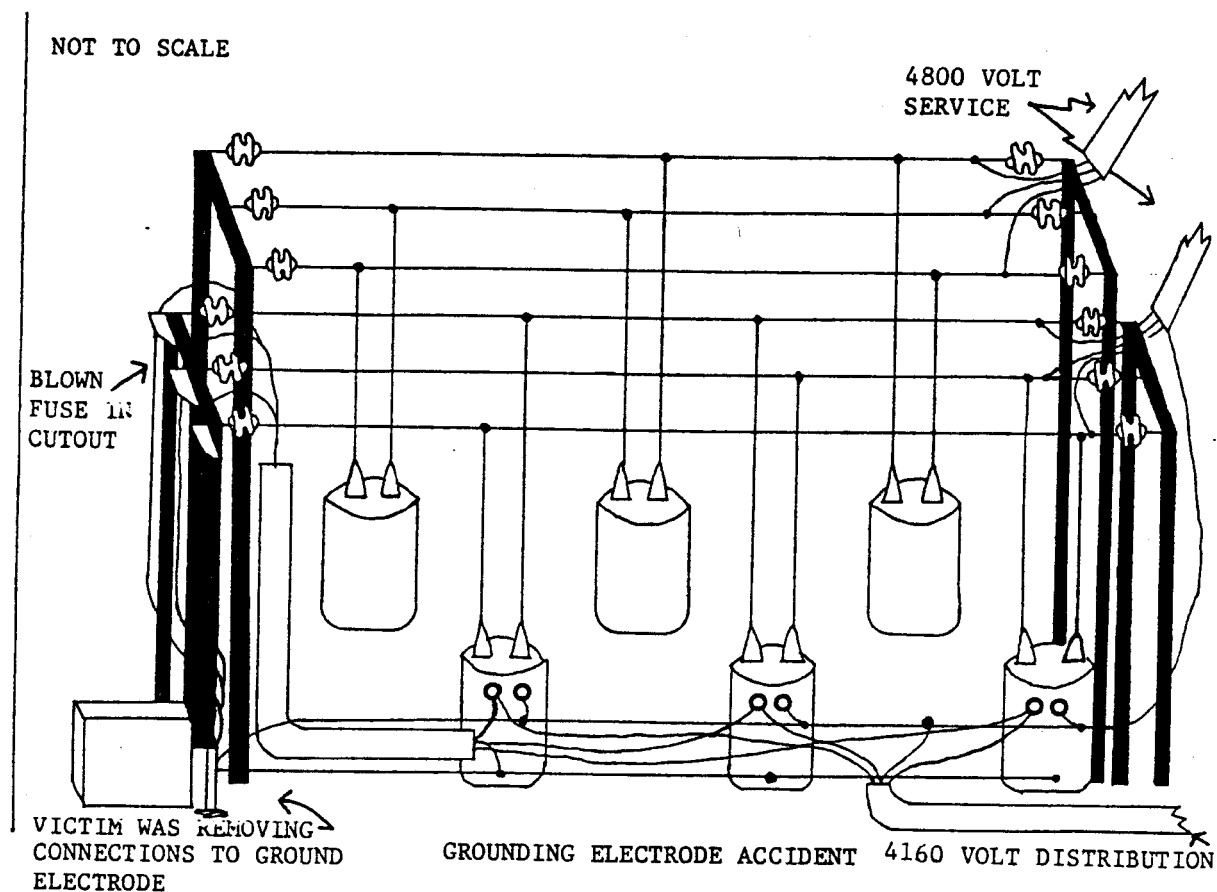 NOT TO SCALE
4800 VOLT
SERVICE
BLOWN
FUSE IN
CUTOUT
VICTIM WAS REMOVING
CONNECTIONS TO GROUND
ELECTRODE
GROUNDING ELECTRODE ACCIDENT
4160 VOLT DISTRIBUTION